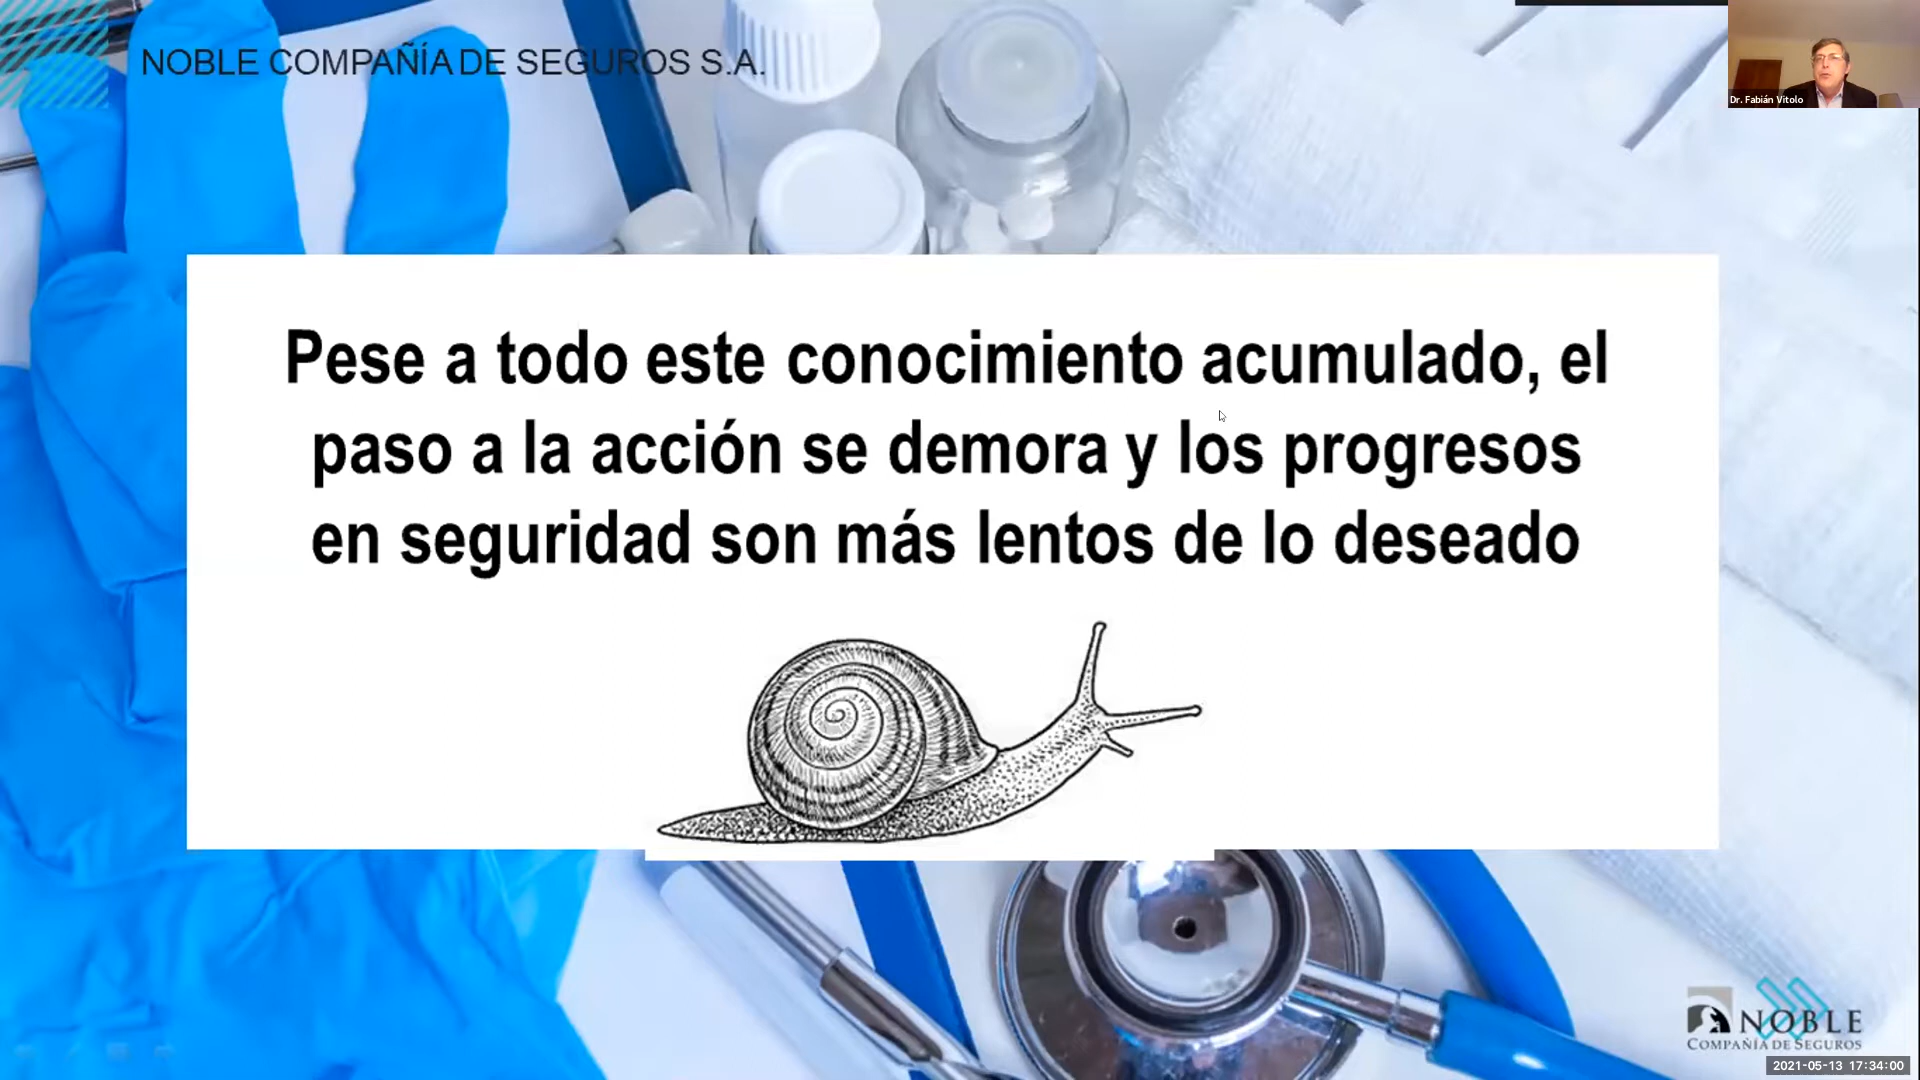 NOBLE COMPAÑÍA DE SEGUROS S.A.
Dr. Fabián Vitolo
Pese a todo este conocimiento acumulado, el
paso a la acción se demora y los progresos
en seguridad son más lentos de lo deseado
NOBLE
COMPAÑÍA DE SEGUROS
2021-05-13 17:34:00